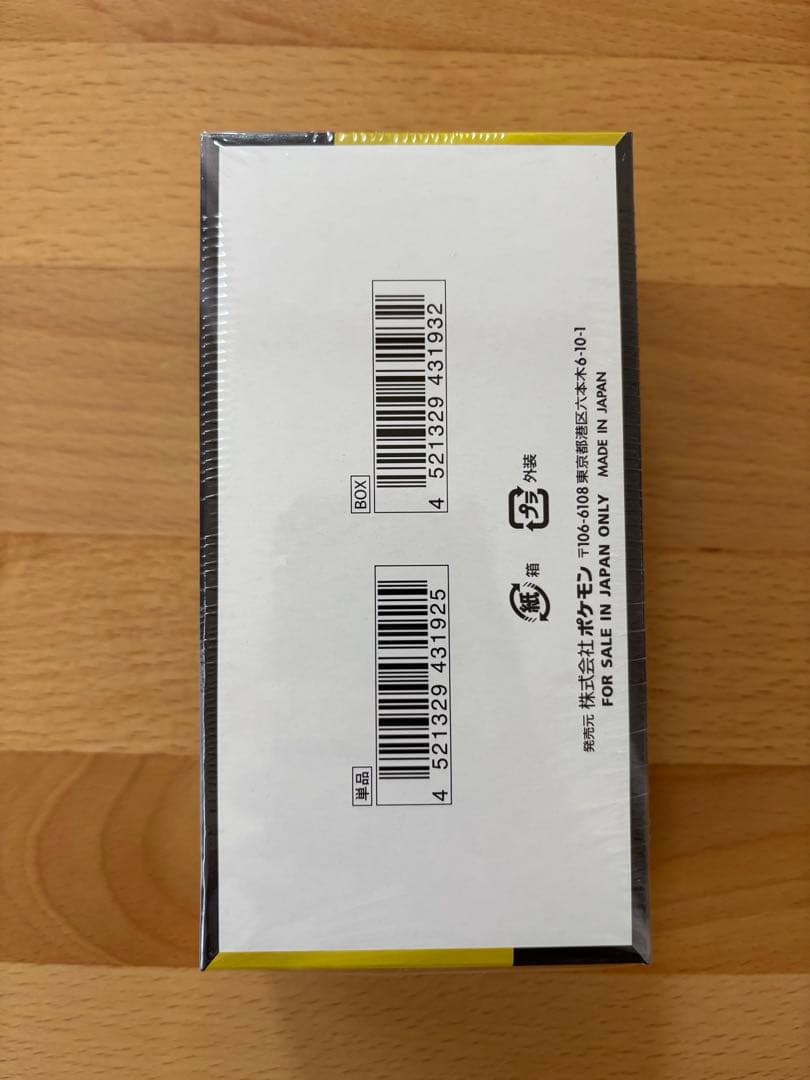 単品
4 521329 431925
BOX
4 521329 431932
紙 箱
プラ 外装
発売元 株式会社ポケモン 〒106-6108 東京都港区六本木6-10-1
FOR SALE IN JAPAN ONLY MADE IN JAPAN